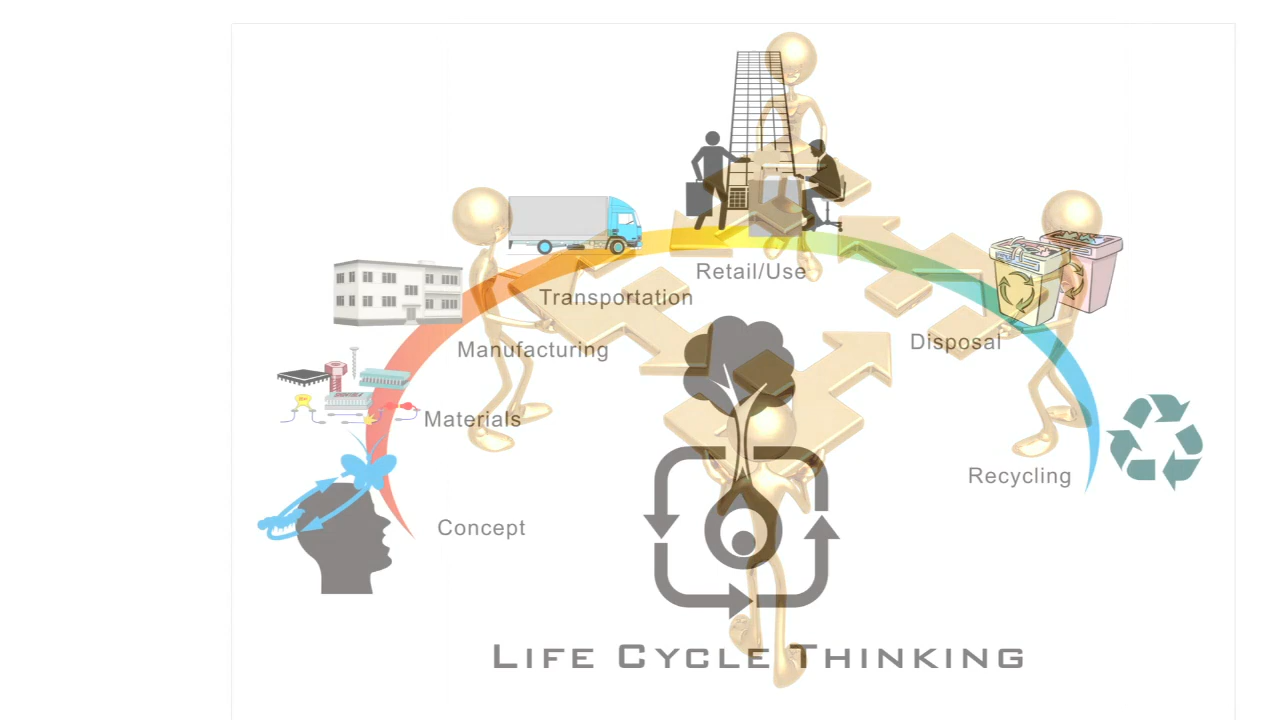 Retail/Use
Transportation
Manufacturing
Disposal
Materials
Recycling
Concept
Life Cycle Thinking